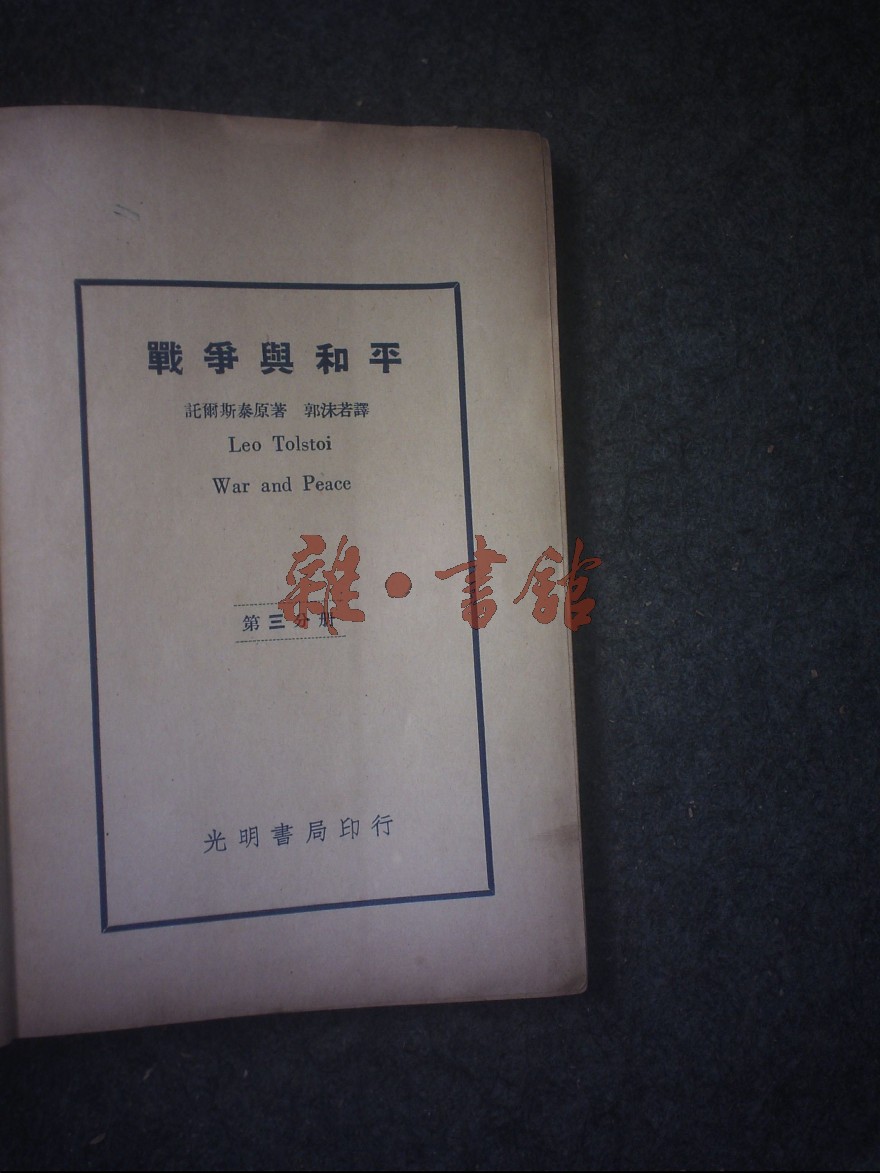 戰爭與和平
託爾斯泰原著 郭沫若譯
Leo Tolstoi
War and Peace
第三分册
雜·書館
光明書局印行